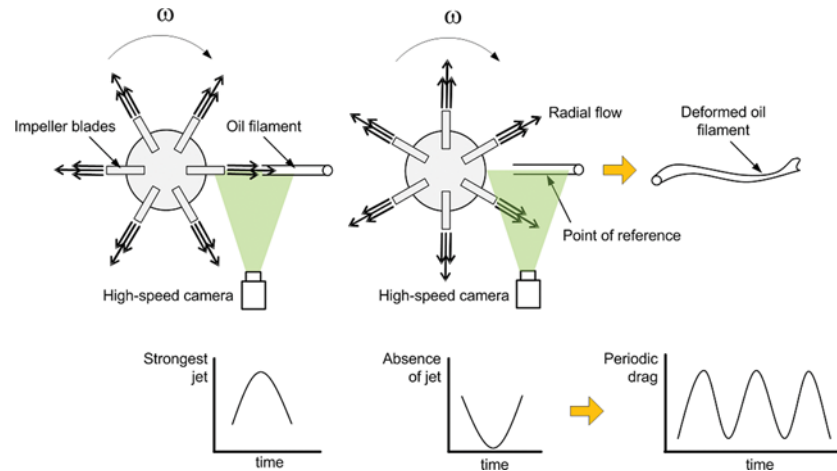 ω
ω
Impeller blades
Oil filament
Radial flow
Deformed oil
filament
Point of reference
High-speed camera
High-speed camera
Strongest
jet
time
Absence
of jet
time
Periodic
drag
time